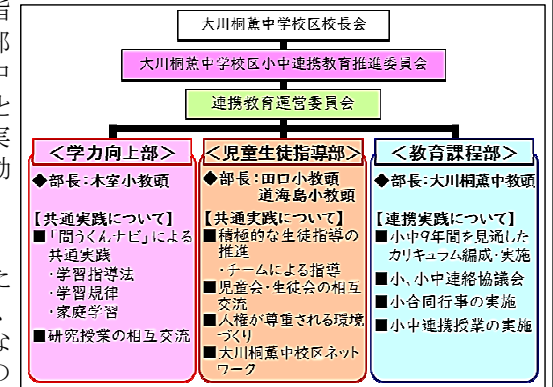 大川桐薫中学校区校長会
大川桐薫中学校区小中連携教育推進委員会
連携教育運営委員会
＜学力向上部＞
◆部長：木室小教頭
【共通実践について】
■「問うくんナビ」による
共通実践
・学習指導法
・学習規律
・家庭学習
■研究授業の相互交流
＜児童生徒指導部＞
◆部長：田口小教頭
道海島小教頭
【共通実践について】
■積極的な生徒指導の
推進
・チームによる指導
■児童会・生徒会の相互
交流
■人権が尊重される環境
づくり
■大川桐薫中校区ネット
ワーク
＜教育課程部＞
◆部長：大川桐薫中教頭
【連携実践について】
■小中９年間を見通した
カリキュラム編成・実施
■小、小中連絡協議会
■小合同行事の実施
■小中連携授業の実施